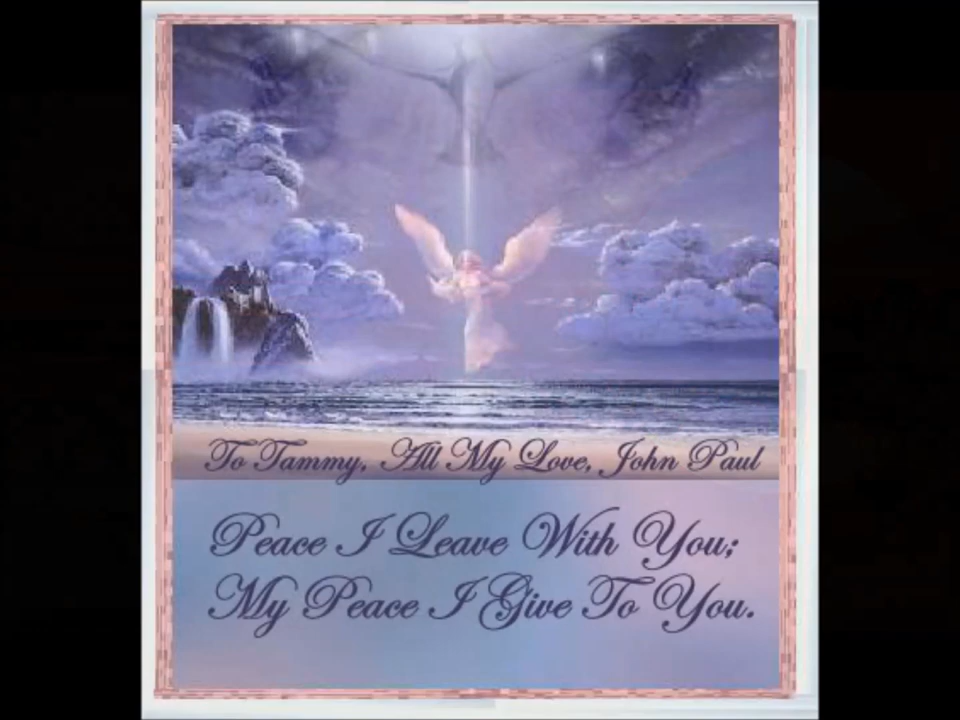 To Tammy, All My Love, John Paul
Peace I Leave With You;
My Peace I Give To You.